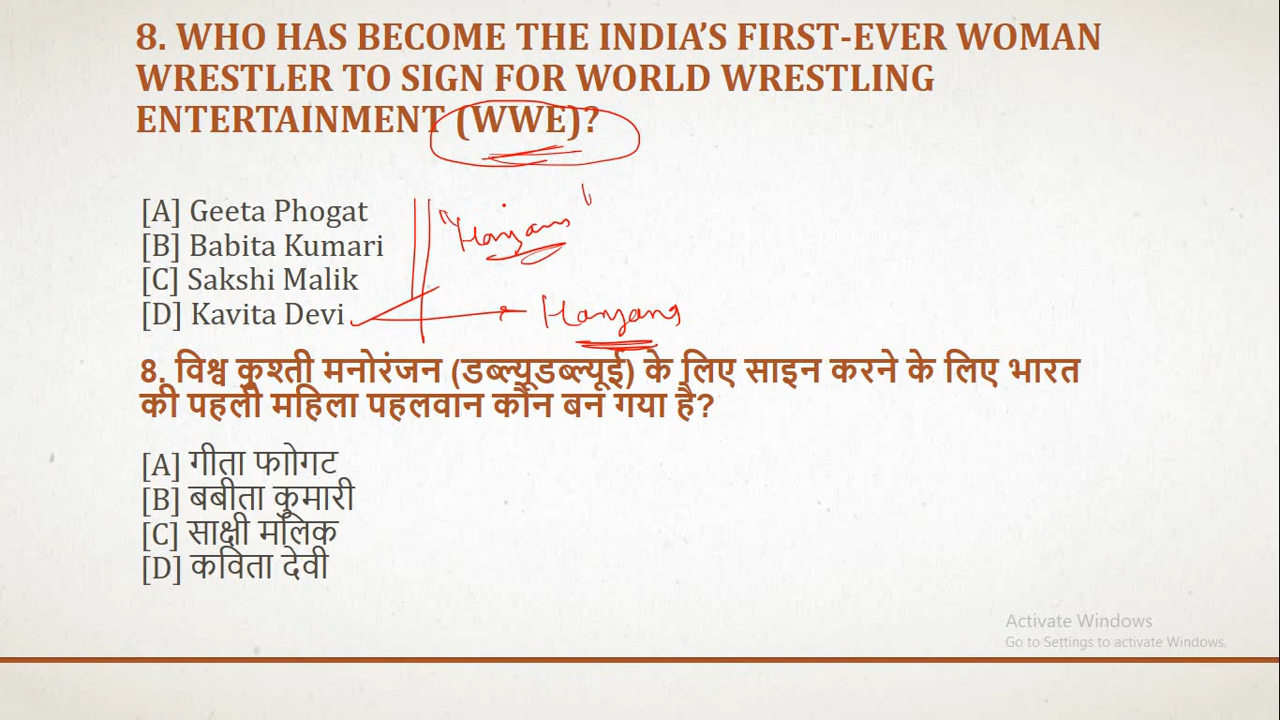 8. WHO HAS BECOME THE INDIA'S FIRST-EVER WOMAN
WRESTLER TO SIGN FOR WORLD WRESTLING
ENTERTAINMENT (WWE)?
[A] Geeta Phogat
[B] Babita Kumari
[C] Sakshi Malik
[D] Kavita Devi
"Haryana"
Haryana
8. विश्व कुश्ती मनोरंजन (डब्ल्यूडब्ल्यूई) के लिए साइन करने के लिए भारत
की पहली महिला पहलवान कौन बन गया है?
[A] गीता फाोगट
[B] बबीता कुमारी
[C] साक्षी मलिक
[D] कविता देवी
Activate Windows
Go to Settings to activate Windows.